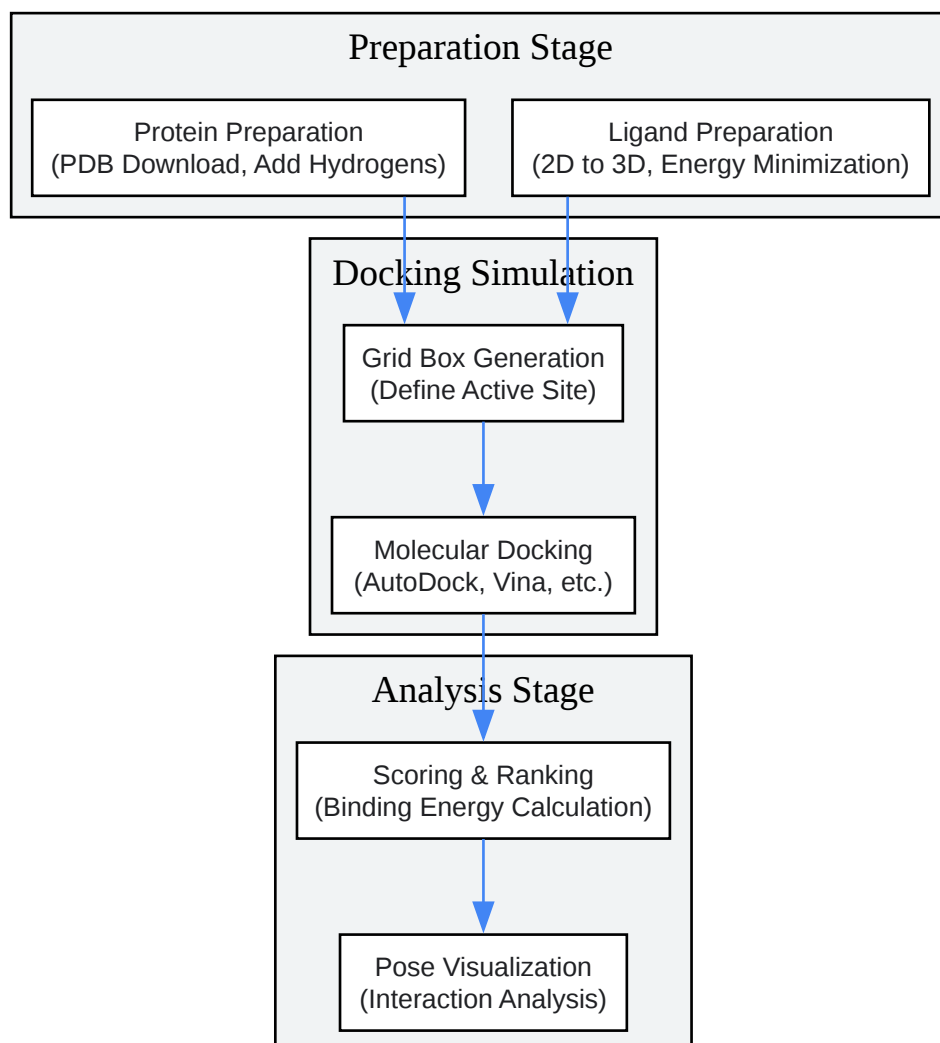 Preparation Stage
Protein Preparation
(PDB Download, Add Hydrogens)
Ligand Preparation
(2D to 3D, Energy Minimization)
Docking Simulation
Grid Box Generation
(Define Active Site)
Molecular Docking
(AutoDock, Vina, etc.)
Analysis Stage
Scoring & Ranking
(Binding Energy Calculation)
Pose Visualization
(Interaction Analysis)